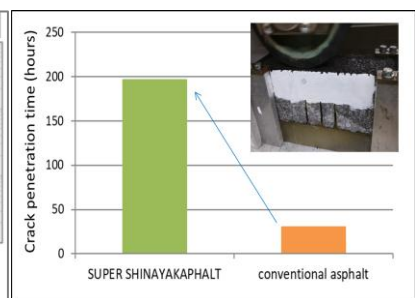 Crack penetration time (hours)
250
200
150
100
50
0
SUPER SHINAYAKAPHALT
conventional asphalt